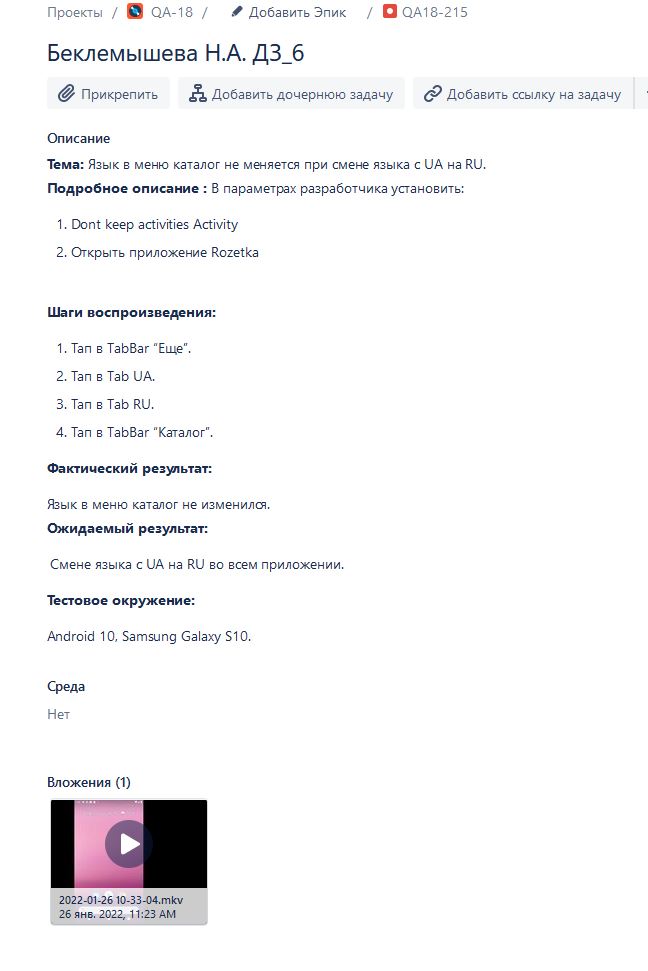 Проекты / QA-18 / Добавить Эпик / QA18-215
Беклемышева Н.А. ДЗ_6
Прикрепить Добавить дочернюю задачу Добавить ссылку на задачу
Описание
Тема: Язык в меню каталог не меняется при смене языка с UA на RU.
Подробное описание : В параметрах разработчика установить:
1. Dont keep activities Activity
2. Открыть приложение Rozetka
Шаги воспроизведения:
1. Тап в TabBar “Еще”.
2. Тап в Tab UA.
3. Тап в Tab RU.
4. Тап в TabBar “Каталог”.
Фактический результат:
Язык в меню каталог не изменился.
Ожидаемый результат:
Смене языка с UA на RU во всем приложении.
Тестовое окружение:
Android 10, Samsung Galaxy S10.
Среда
Нет
Вложения (1)
2022-01-26 10-33-04.mkv
26 янв. 2022, 11:23 AM